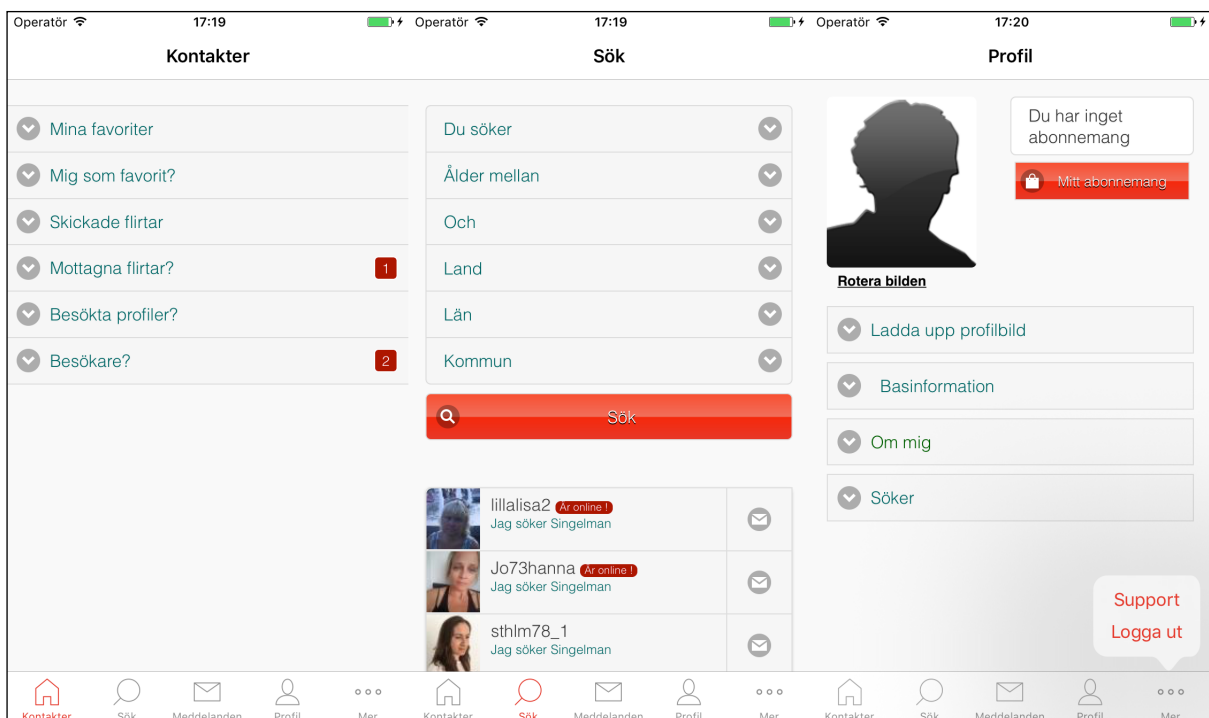 Operatör 17:19
Kontakter
Mina favoriter
Mig som favorit?
Skickade flirtar
Mottagna flirtar? 1
Besökta profiler?
Besökare? 2
Kontakter Sök Meddelanden Profil Mer
Operatör 17:19
Sök
Du söker
Ålder mellan
Och
Land
Län
Kommun
Sök
lillalisa2 Är online !
Jag söker Singelman
Jo73hanna Är online !
Jag söker Singelman
sthlm78_1
Jag söker Singelman
Kontakter Sök Meddelanden Profil Mer
Operatör 17:20
Profil
Du har inget
abonnemang
Mitt abonnemang
Rotera bilden
Ladda upp profilbild
Basinformation
Om mig
Söker
Support
Logga ut
Kontakter Sök Meddelanden Profil Mer